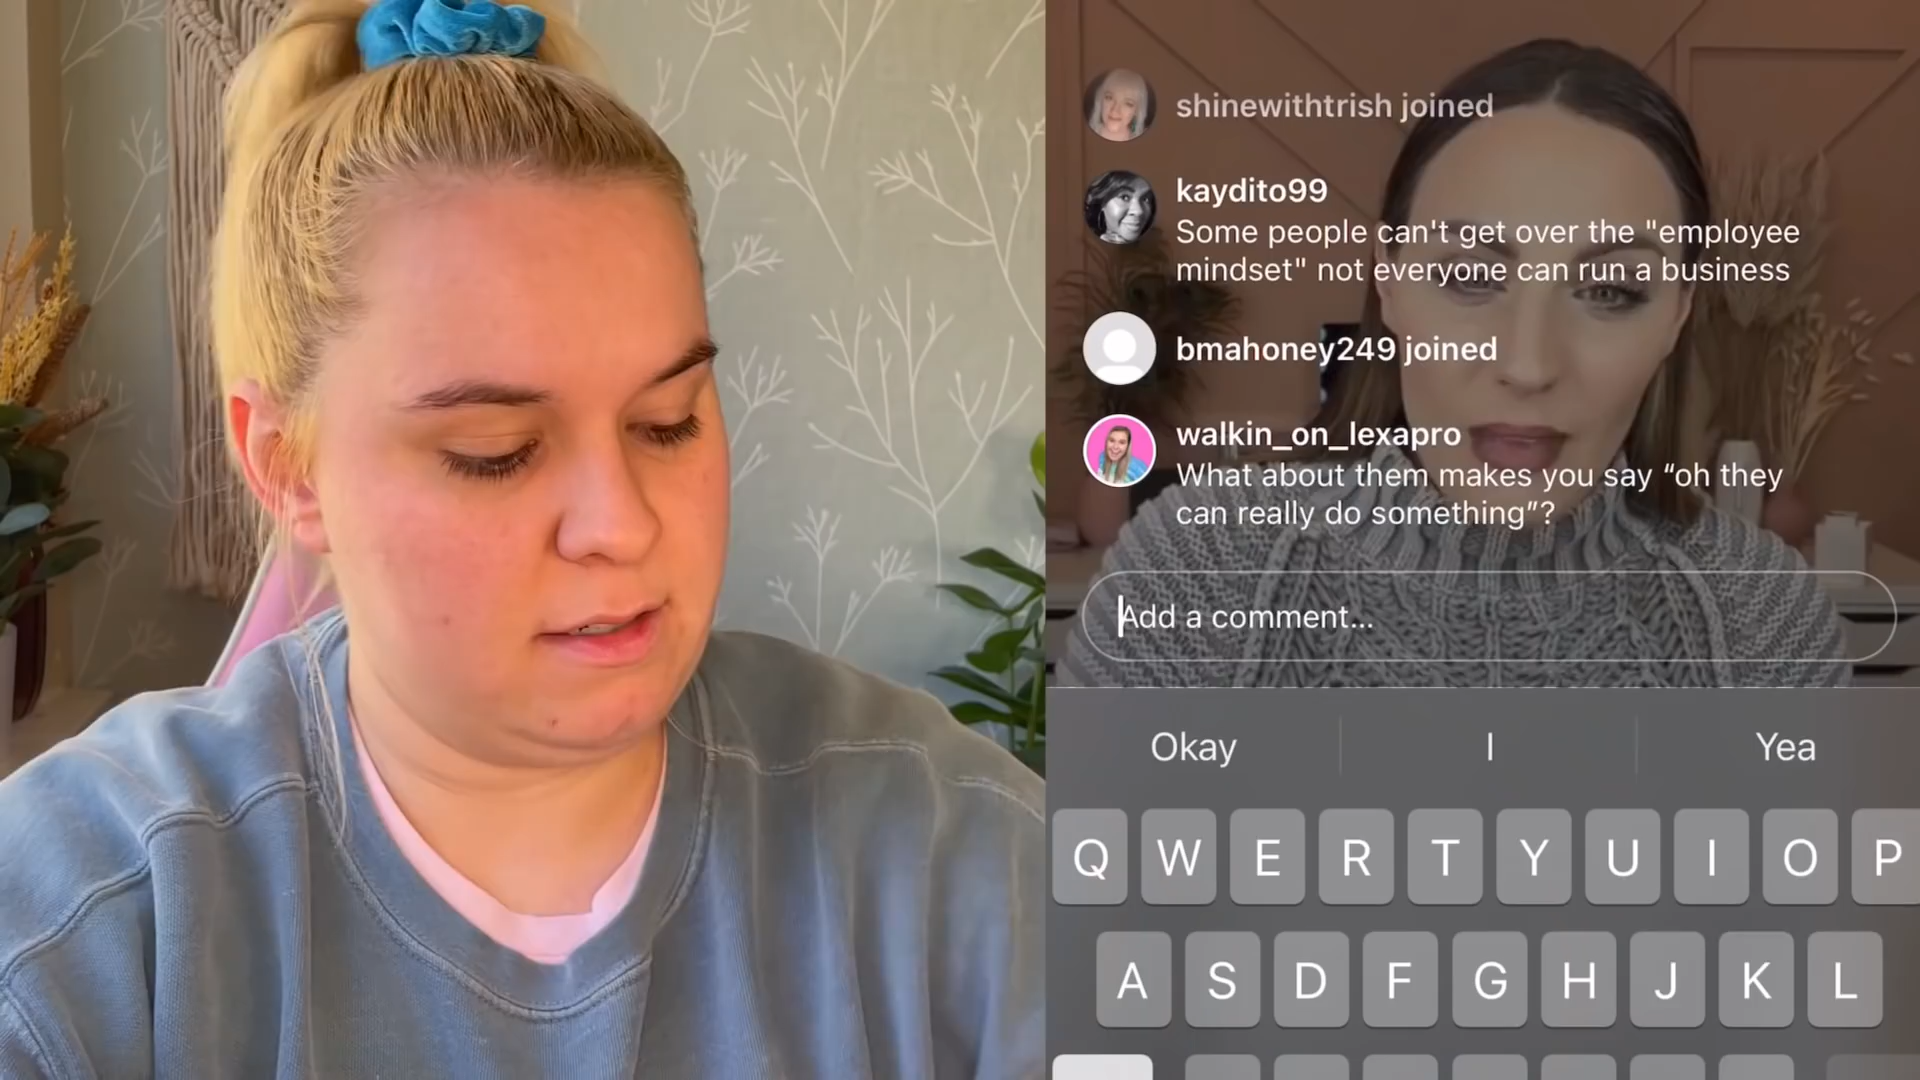 shinewithtrish joined
kaydito99
Some people can't get over the "employee
mindset" not everyone can run a business
bmahoney249 joined
walkin_on_lexapro
What about them makes you say “oh they
can really do something”?
Add a comment...
Okay
I
Yea
Q W E R T Y U I O P
A S D F G H J K L